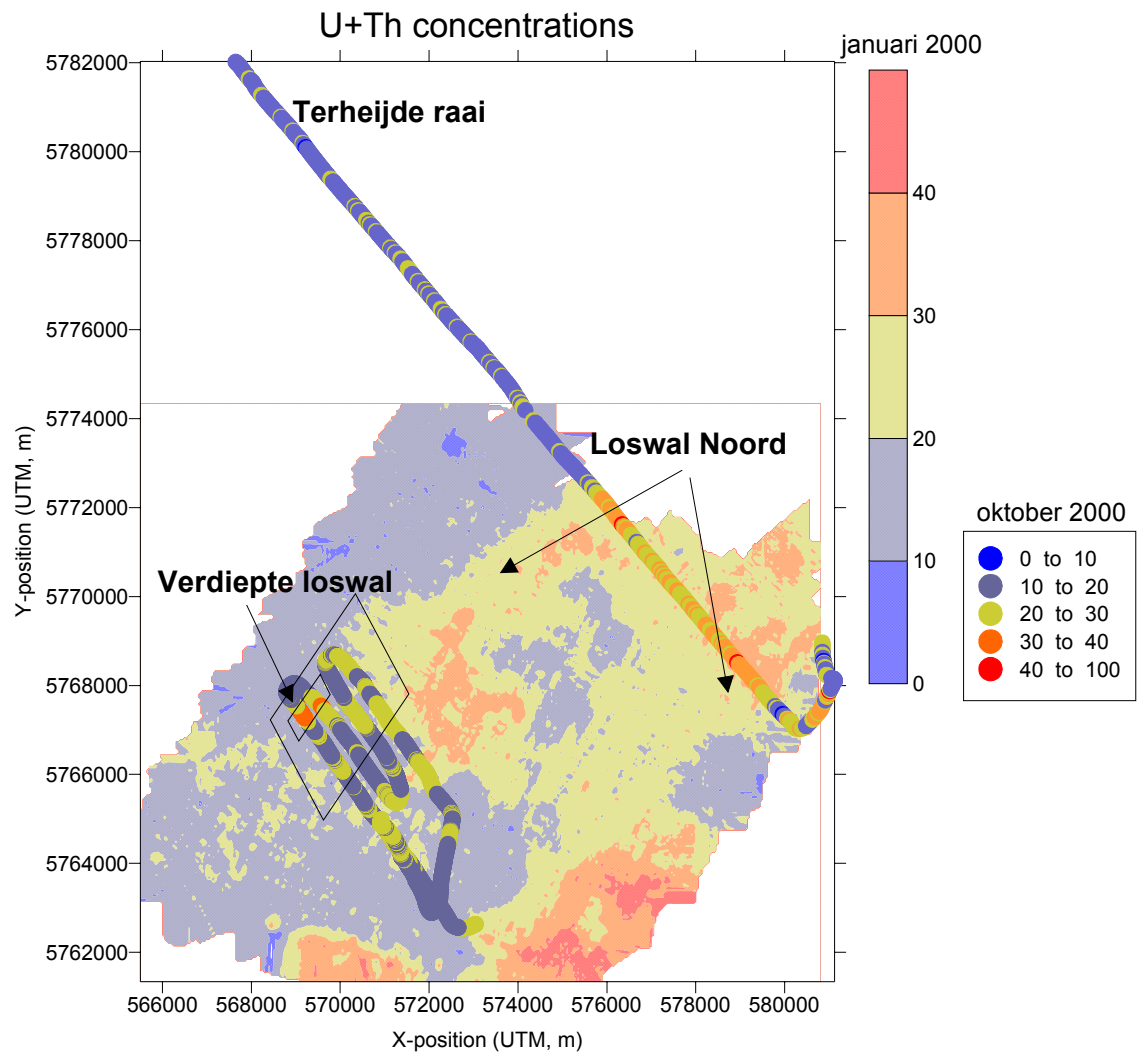 U+Th concentrations
januari 2000
5782000
5780000
5778000
5776000
5774000
5772000
5770000
5768000
5766000
5764000
5762000
Y-position (UTM, m)
Terheijde raai
Loswal Noord
Verdiepte loswal
40
30
20
10
0
oktober 2000
0 to 10
10 to 20
20 to 30
30 to 40
40 to 100
566000 568000 570000 572000 574000 576000 578000 580000
X-position (UTM, m)